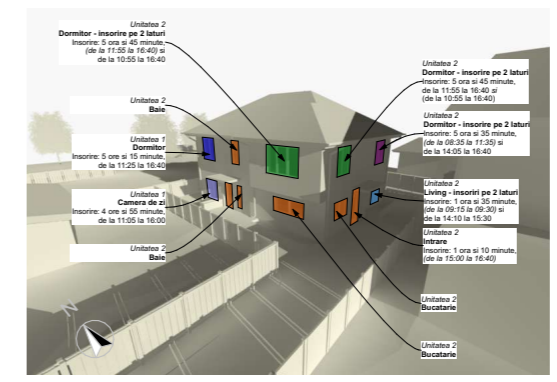 Unitatea 2
Dormitor - insorire pe 2 laturi
Insorire: 5 ora si 45 minute,
(de la 11:55 la 16:40) si
de la 10:55 la 16:40
Unitatea 2
Baie
Unitatea 1
Dormitor
Insorire: 5 ora si 15 minute,
de la 11:25 la 16:40
Unitatea 1
Camera de zi
Insorire: 4 ore si 55 minute,
de la 11:05 la 16:00
Unitatea 2
Baie
Unitatea 2
Dormitor - insorire pe 2 laturi
Insorire: 5 ora si 45 minute,
de la 11:55 la 16:40 si
(de la 10:55 la 16:40)
Unitatea 2
Dormitor - insorire pe 2 laturi
Insorire: 5 ora si 35 minute,
(de la 08:35 la 11:35) si
de la 14:05 la 16:40
Unitatea 2
Living - insoriri pe 2 laturi
Insorire: 1 ora si 35 minute,
(de la 09:15 la 09:30) si
de la 14:10 la 15:30
Unitatea 2
Intrare
Insorire: 1 ora si 10 minute,
(de la 15:00 la 16:40)
Unitatea 2
Bucatarie
Unitatea 2
Bucatarie
N